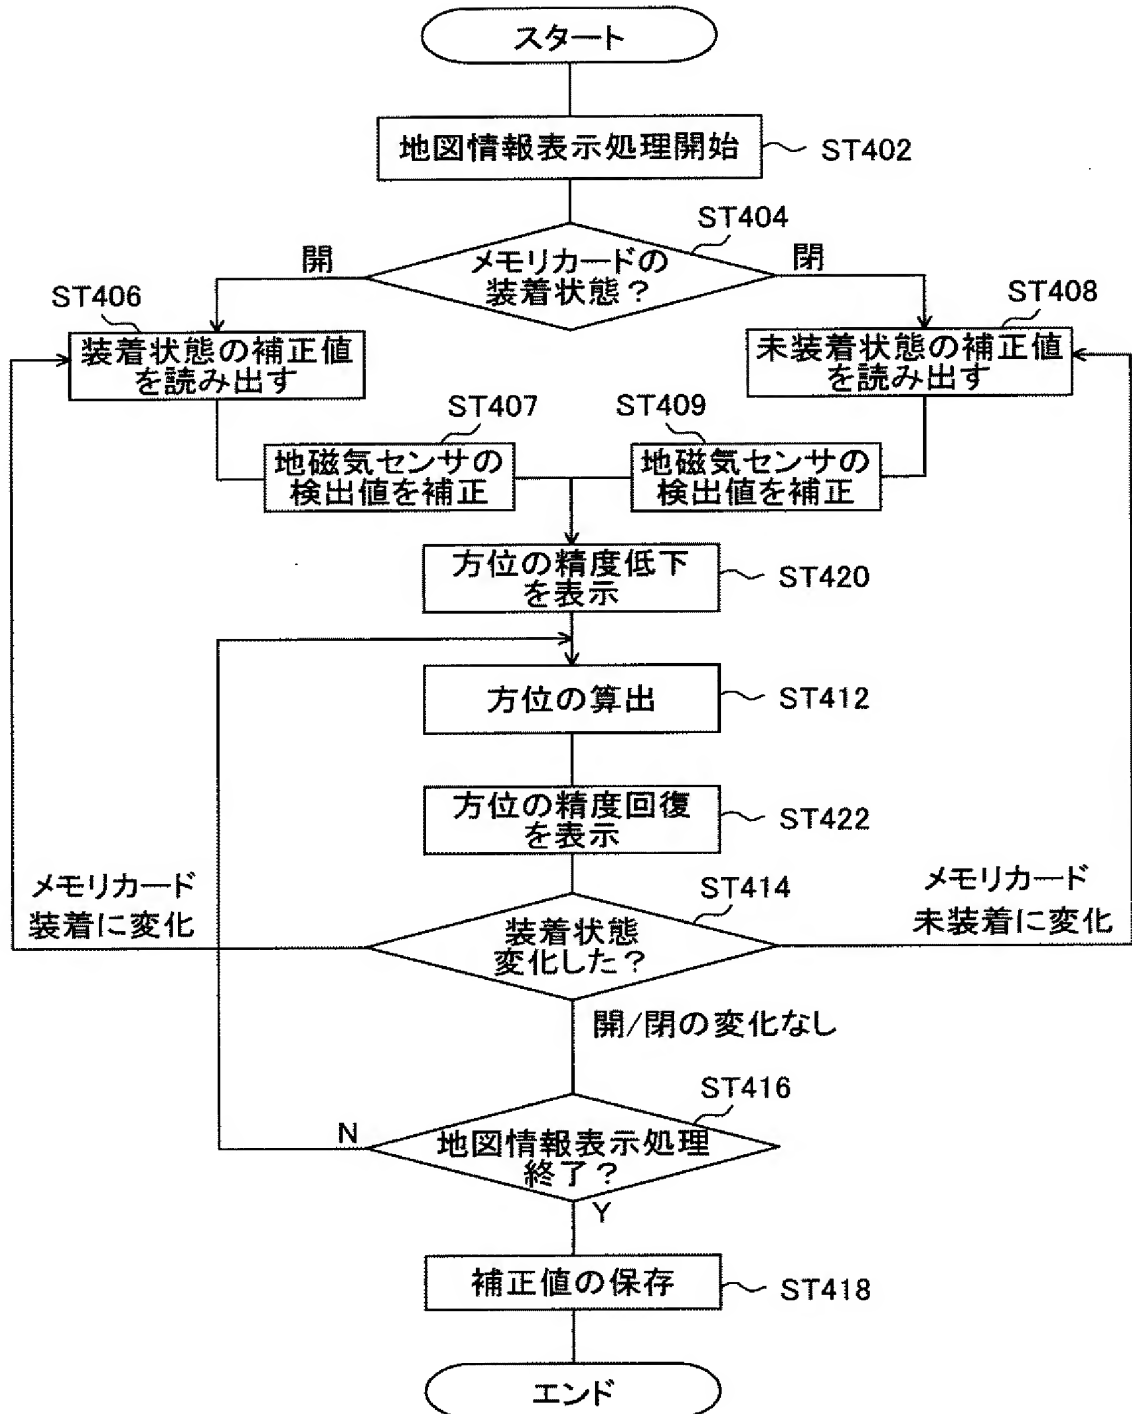 スタート
地図情報表示処理開始
ST402
ST404
開
メモリカードの
装着状態？
閉
ST406
装着状態の補正値
を読み出す
ST408
未装着状態の補正値
を読み出す
ST407
地磁気センサの
検出値を補正
ST409
地磁気センサの
検出値を補正
方位の精度低下
を表示
ST420
方位の算出
ST412
方位の精度回復
を表示
ST422
メモリカード
装着に変化
ST414
装着状態
変化した？
メモリカード
未装着に変化
開/閉の変化なし
ST416
N
地図情報表示処理
終了？
Y
補正値の保存
ST418
エンド